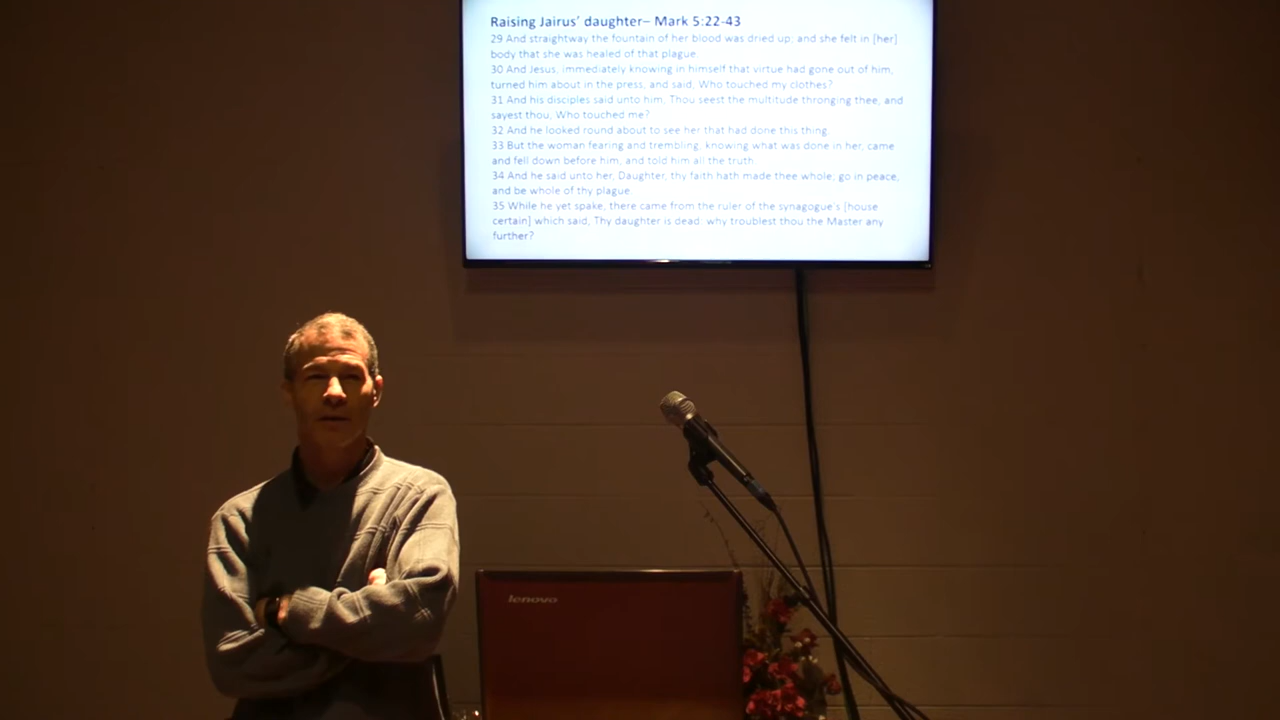 Raising Jairus' daughter– Mark 5:22-43
29 And straightway the fountain of her blood was dried up; and she felt in [her]
body that she was healed of that plague.
30 And Jesus, immediately knowing in himself that virtue had gone out of him,
turned him about in the press, and said, Who touched my clothes?
31 And his disciples said unto him, Thou seest the multitude thronging thee, and
sayest thou, Who touched me?
32 And he looked round about to see her that had done this thing.
33 But the woman fearing and trembling, knowing what was done in her, came
and fell down before him, and told him all the truth.
34 And he said unto her, Daughter, thy faith hath made thee whole; go in peace,
and be whole of thy plague.
35 While he yet spake, there came from the ruler of the synagogue's [house
certain] which said, Thy daughter is dead: why troublest thou the Master any
further?
lenovo